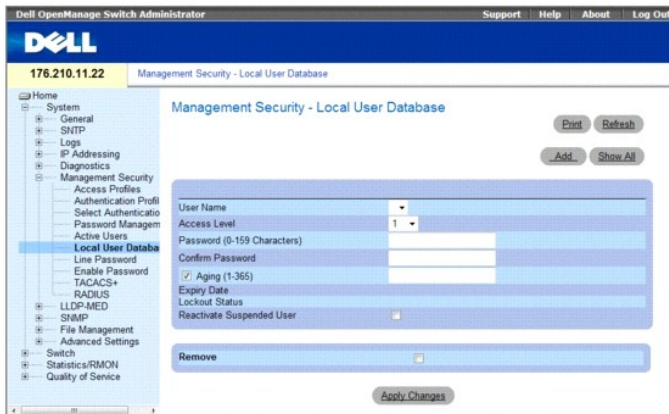 Dell OpenManage Switch Administrator
Support Help About Log Out
DELL
176.210.11.22
Management Security - Local User Database
Home
System
General
SNTP
Logs
IP Addressing
Diagnostics
Management Security
Access Profiles
Authentication Profil
Select Authenticatio
Password Managem
Active Users
Local User Databa
Line Password
Enable Password
TACACS+
RADIUS
LLDP-MED
SNMP
File Management
Advanced Settings
Switch
Statistics/RMON
Quality of Service
Management Security - Local User Database
Print Refresh
Add Show All
User Name
Access Level 1
Password (0-159 Characters)
Confirm Password
Aging (1-365)
Expiry Date
Lockout Status
Reactivate Suspended User
Remove
Apply Changes